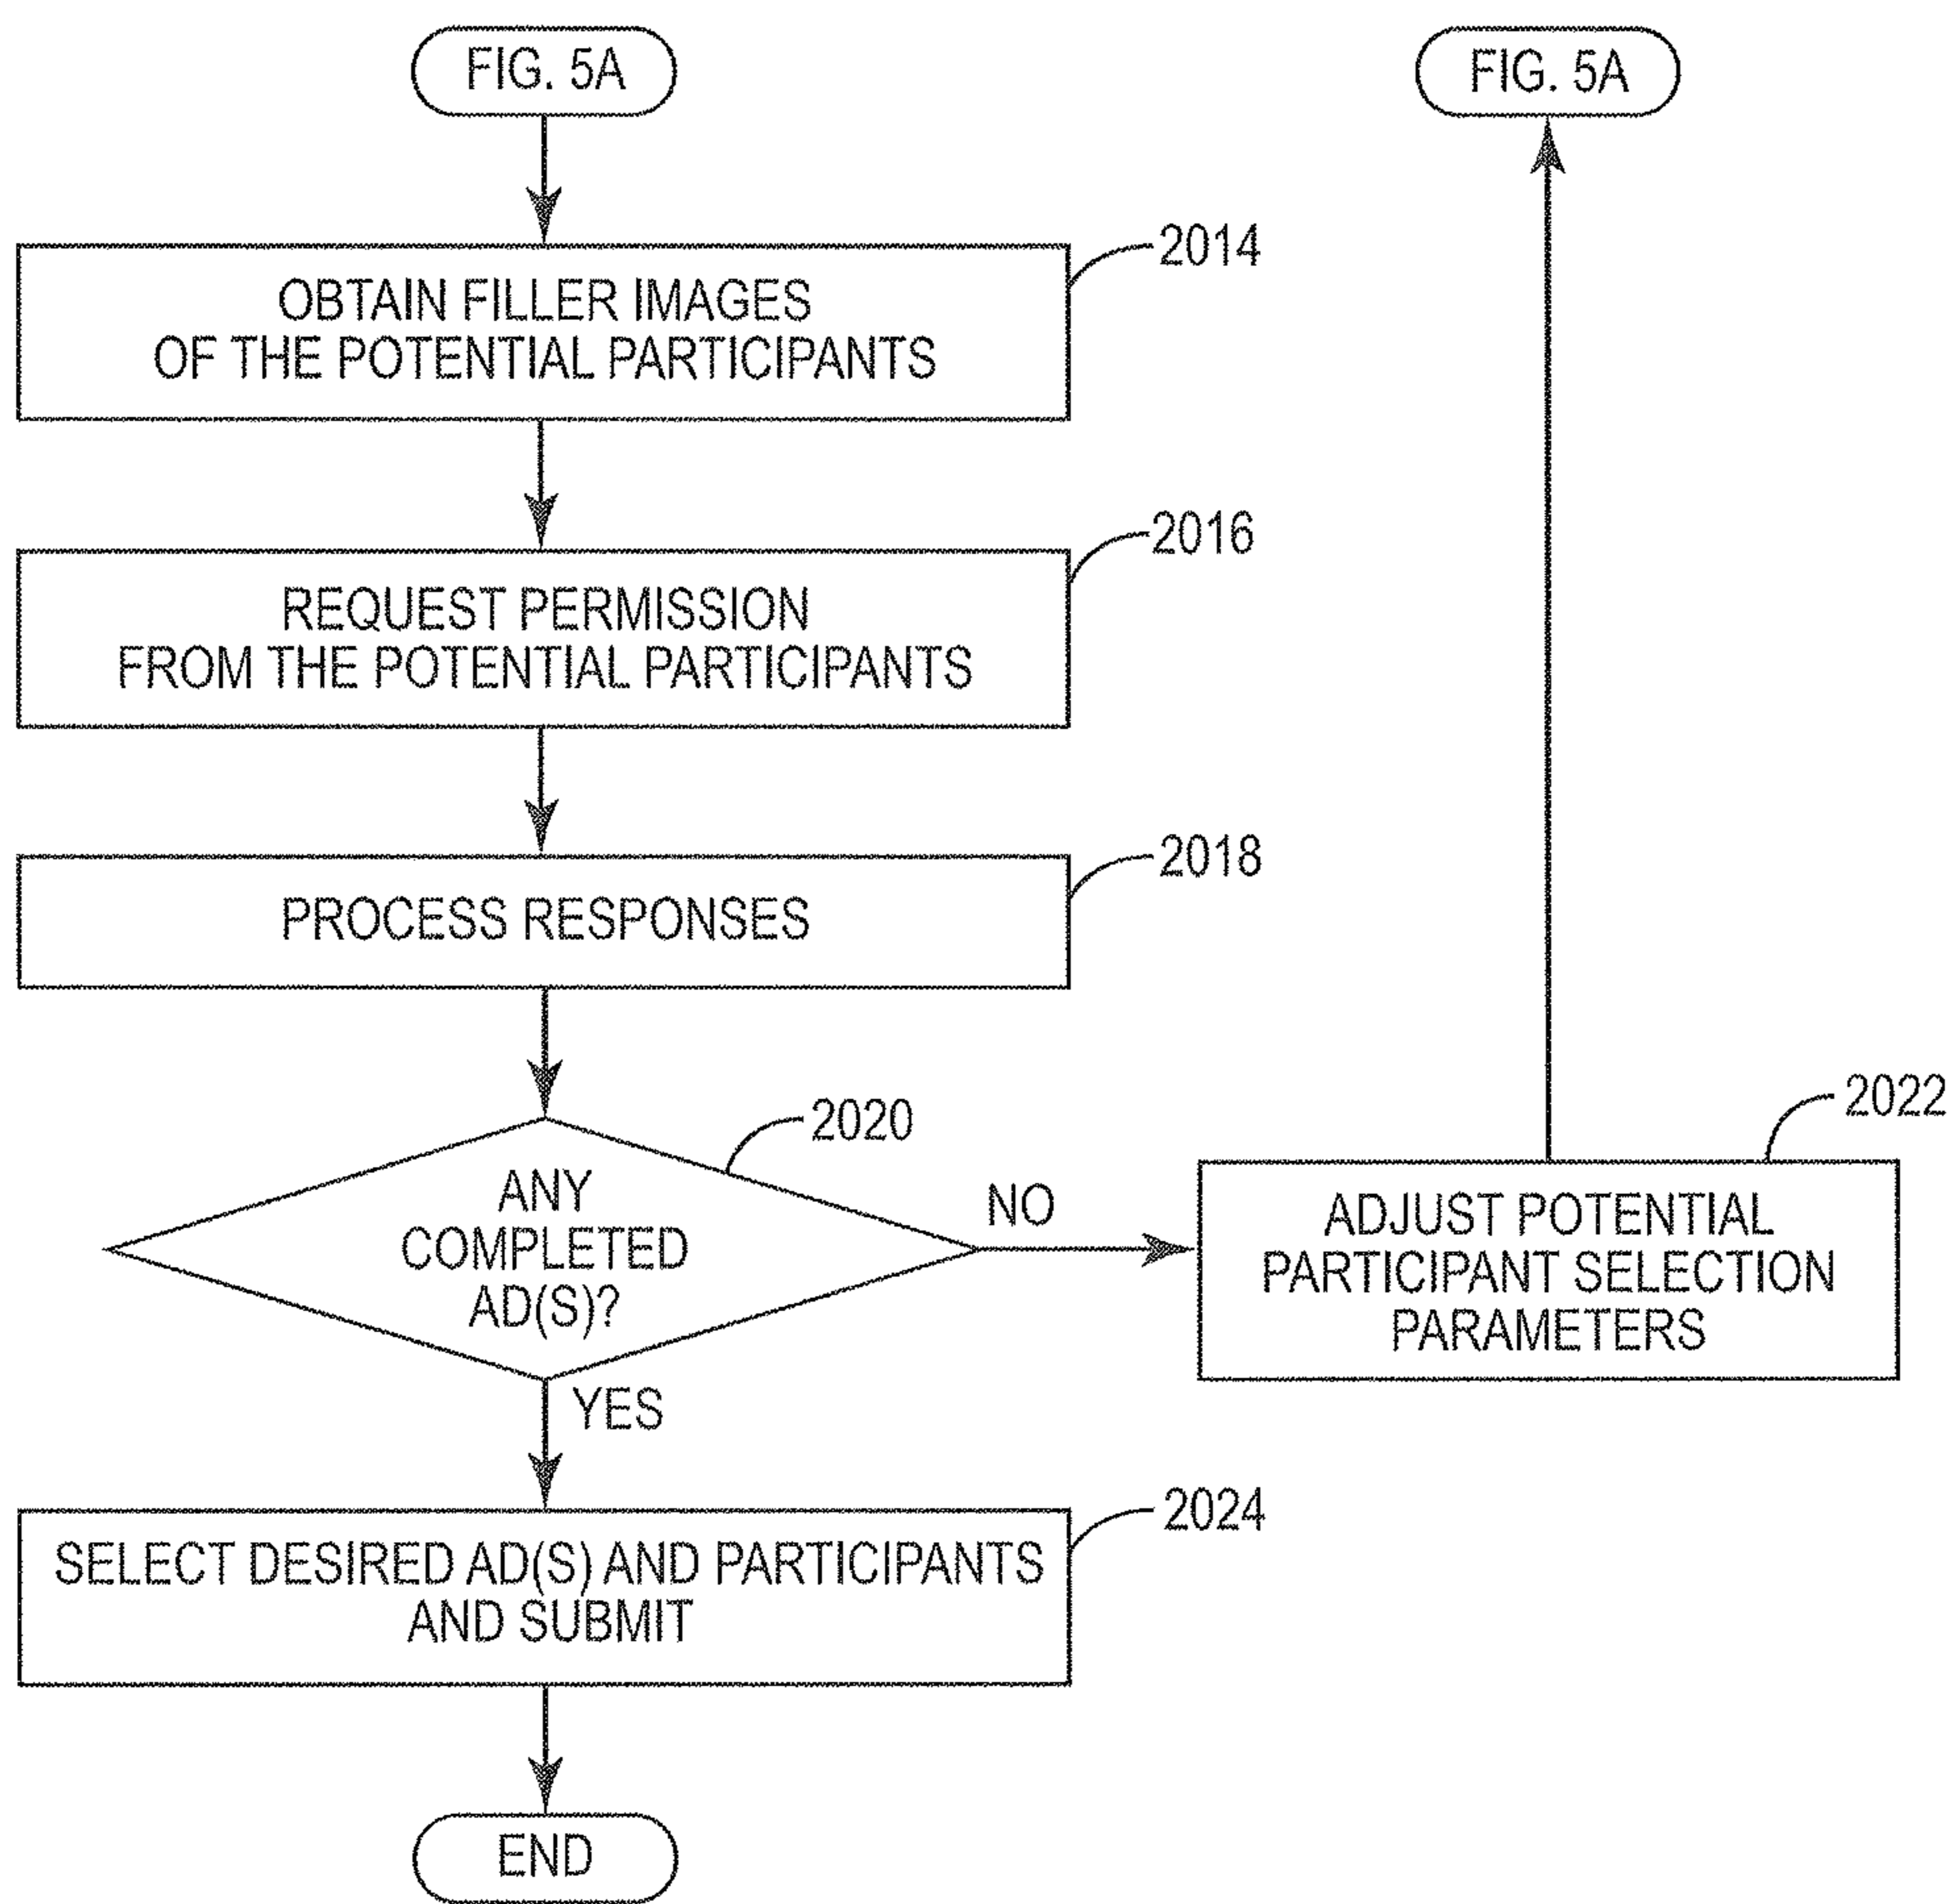 FIG. 5A
FIG. 5A
2014
OBTAIN FILLER IMAGES
OF THE POTENTIAL PARTICIPANTS
2016
REQUEST PERMISSION
FROM THE POTENTIAL PARTICIPANTS
2018
PROCESS RESPONSES
2020
ANY
COMPLETED
AD(S)?
NO
2022
ADJUST POTENTIAL
PARTICIPANT SELECTION
PARAMETERS
YES
2024
SELECT DESIRED AD(S) AND PARTICIPANTS
AND SUBMIT
END